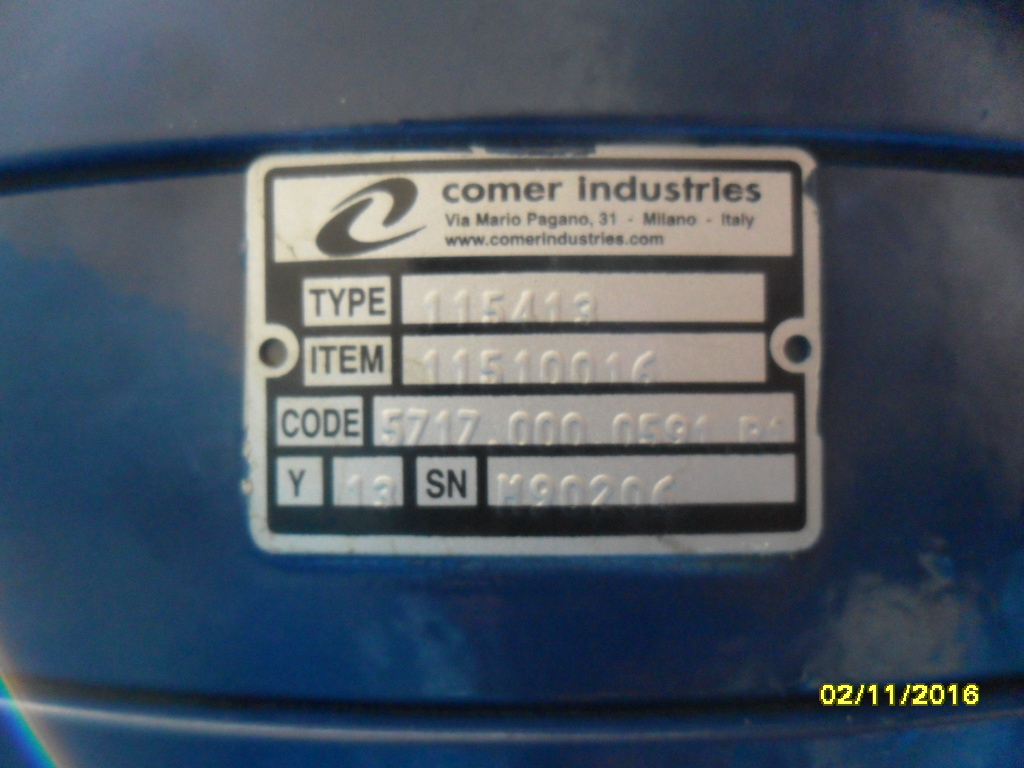 comer industries
Via Mario Pagano, 31 - Milano - Italy
www.comerindustries.com
TYPE 115413
ITEM 11510016
CODE 5717.000.0591
Y 13 SN M90206
02/11/2016